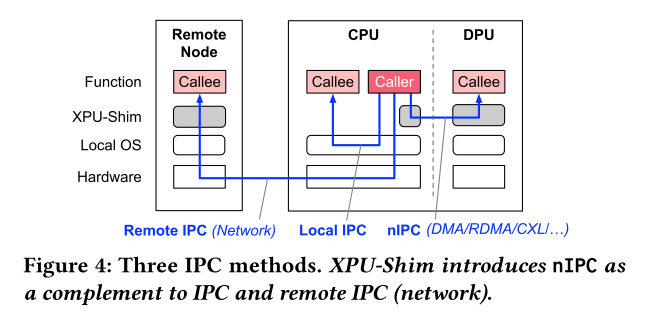 Remote Node
CPU
DPU
Function
Callee
Callee
Caller
Callee
XPU-Shim
Local OS
Hardware
Remote IPC (Network)
Local IPC
nIPC (DMA/RDMA/CXL/…)
Figure 4: Three IPC methods. XPU-Shim introduces nIPC as
a complement to IPC and remote IPC (network).